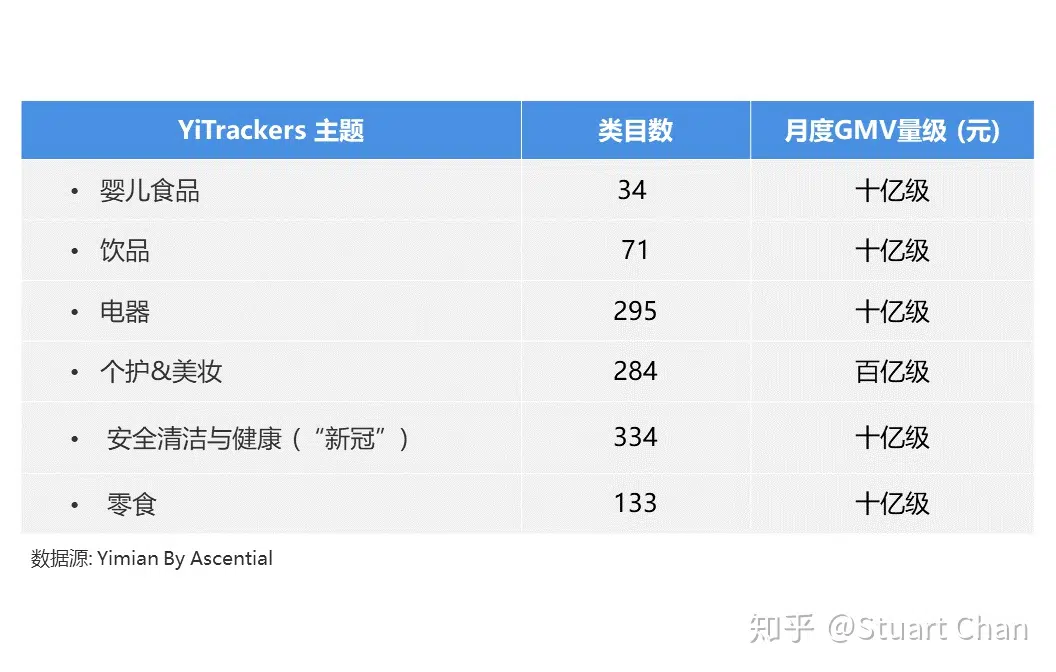 YiTrackers 主题 类目数 月度GMV量级 (元)
• 婴儿食品 34 十亿级
• 饮品 71 十亿级
• 电器 295 十亿级
• 个护&美妆 284 百亿级
• 安全清洁与健康（“新冠”） 334 十亿级
• 零食 133 十亿级
数据源: Yimian By Ascential
知乎 @Stuart Chan